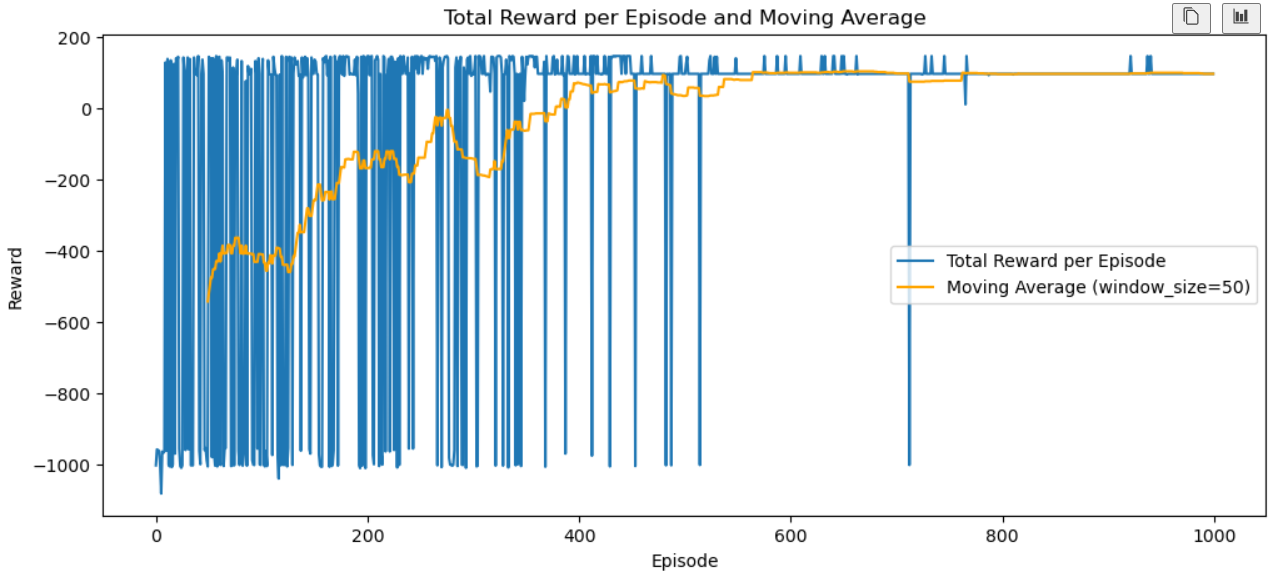 Total Reward per Episode and Moving Average
200
0
−200
−400
−600
−800
−1000
Reward
Total Reward per Episode
Moving Average (window_size=50)
0
200
400
600
800
1000
Episode